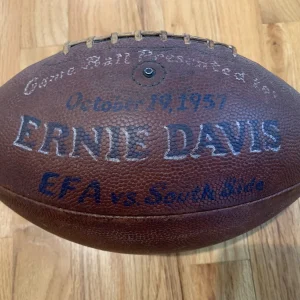 Game Ball Presented to:
October 19, 1957
ERNIE DAVIS
EFA vs. South Side